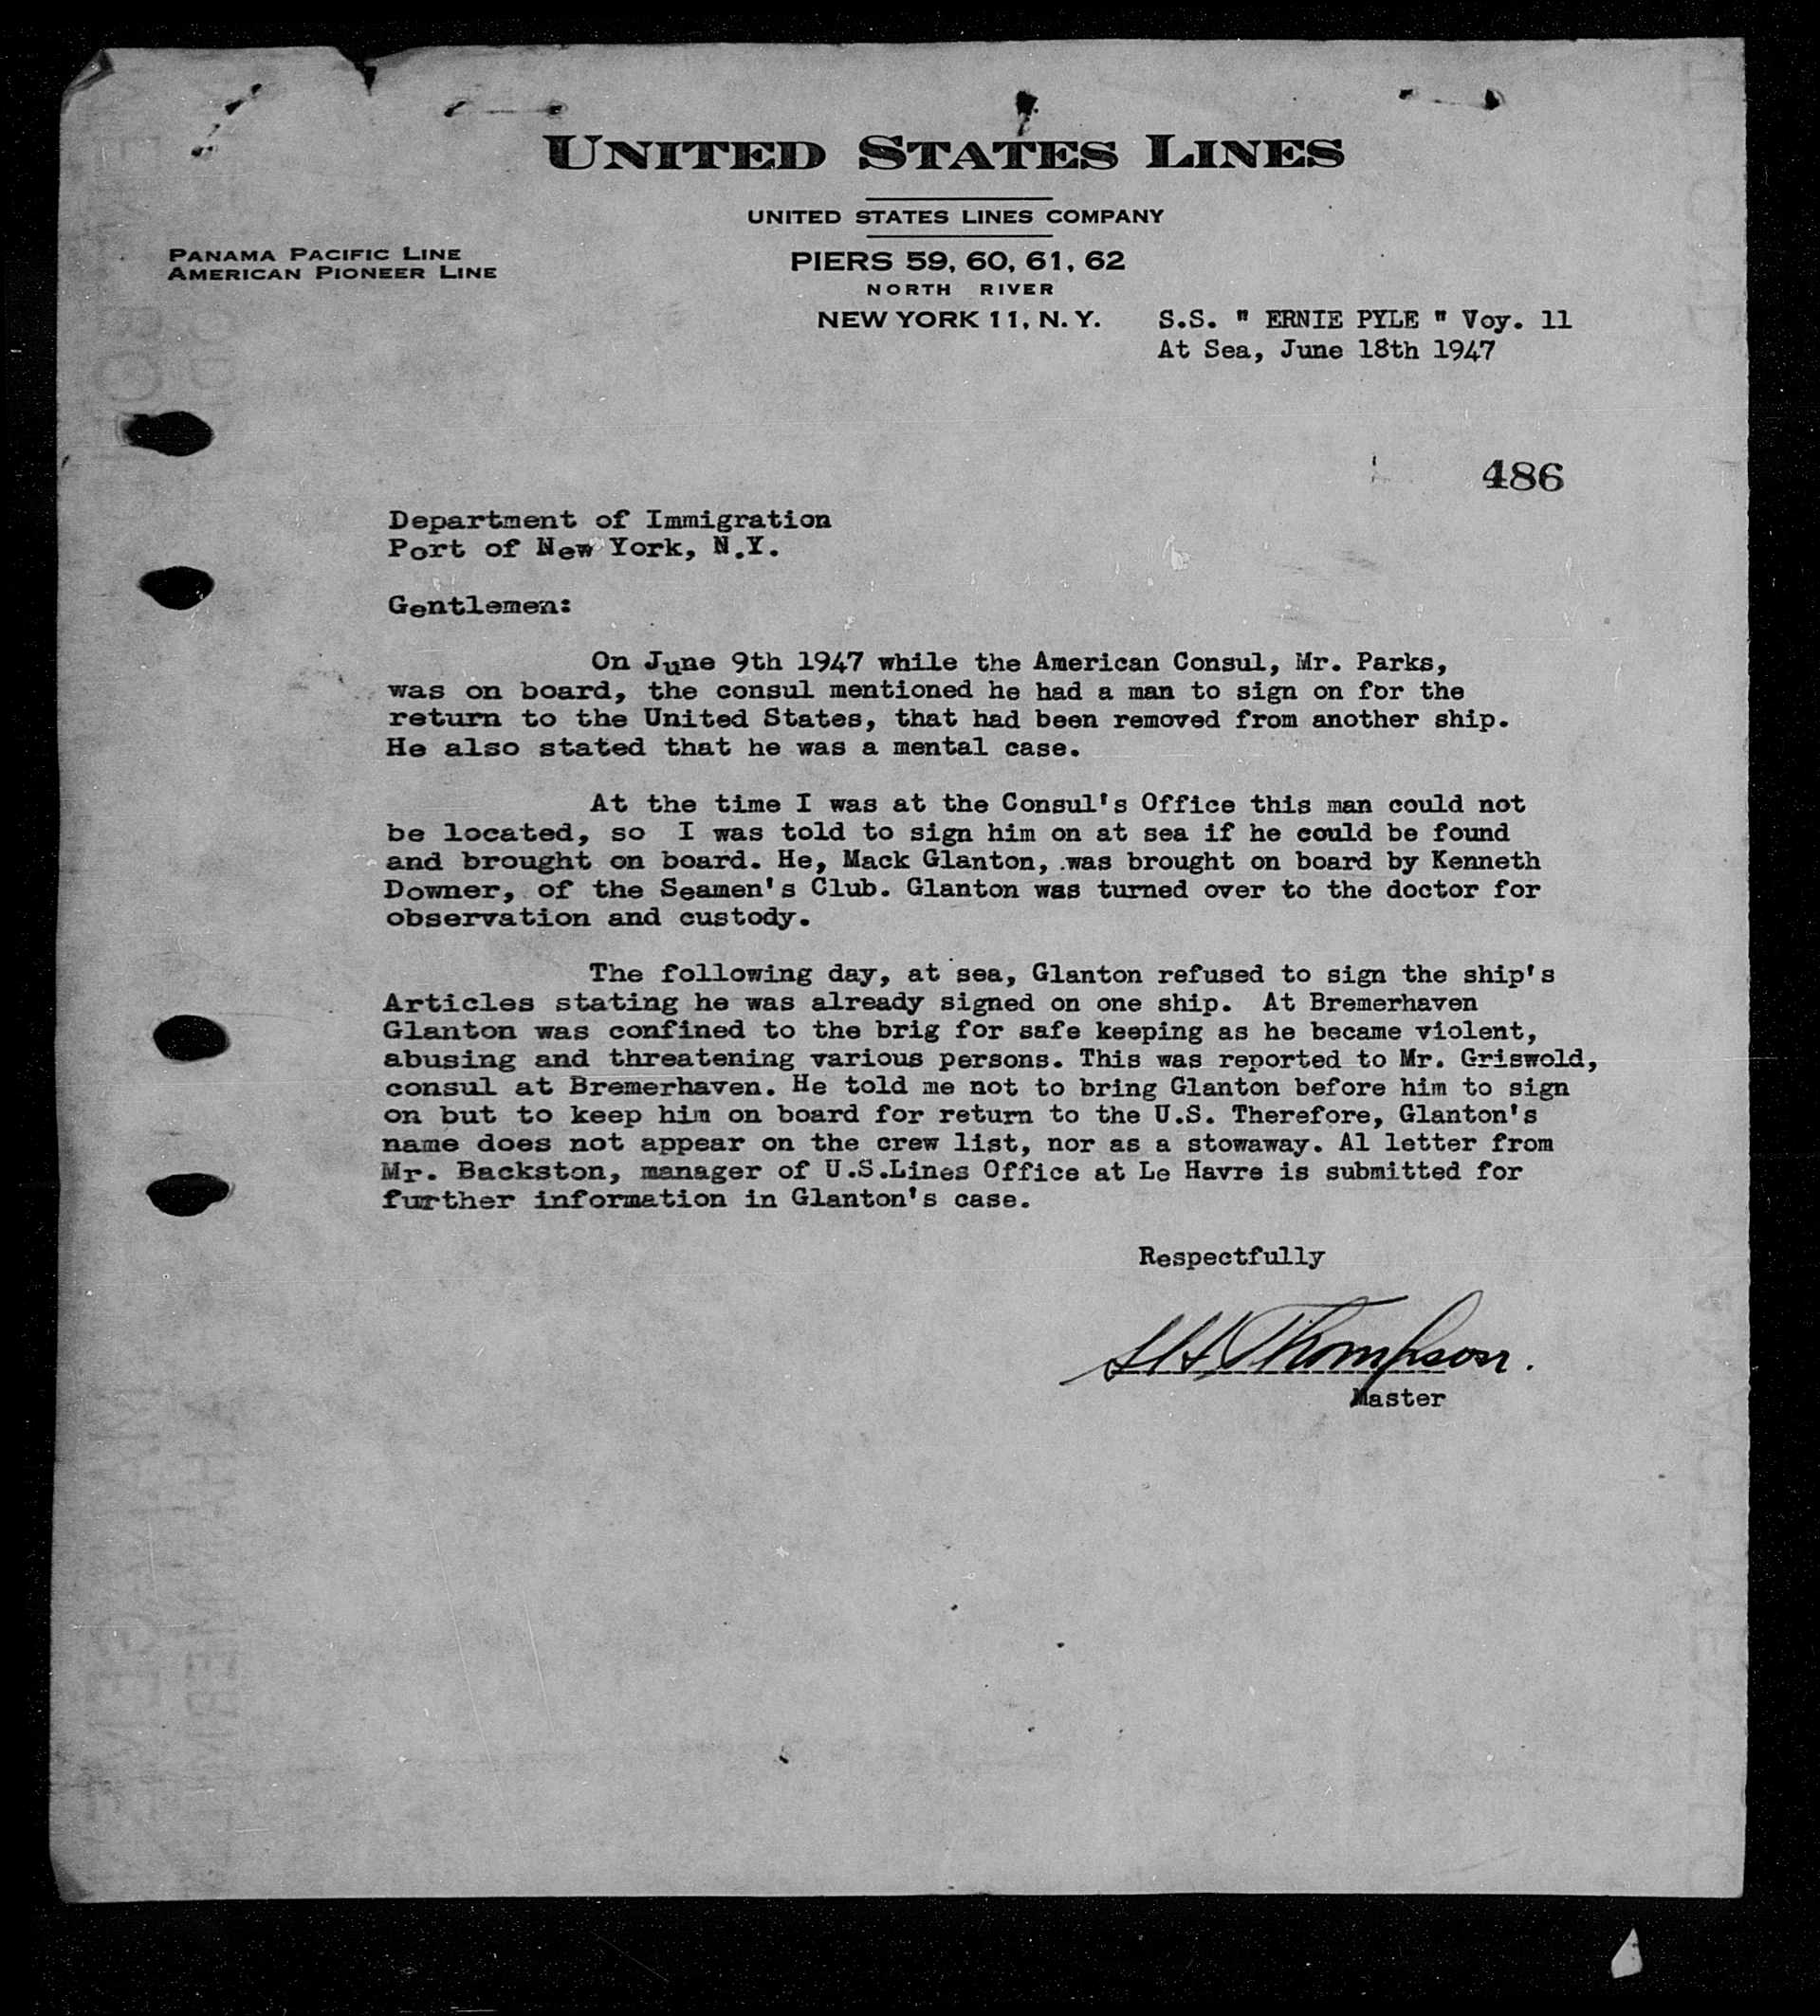 UNITED STATES LINES
UNITED STATES LINES COMPANY
PANAMA PACIFIC LINE
AMERICAN PIONEER LINE
PIERS 59, 60, 61, 62
NORTH RIVER
NEW YORK 11, N. Y.
S.S. " ERNIE PYLE " Voy. 11
At Sea, June 18th 1947
486
Department of Immigration
Port of New York, N.Y.
Gentlemen:
On June 9th 1947 while the American Consul, Mr. Parks,
was on board, the consul mentioned he had a man to sign on for the
return to the United States, that had been removed from another ship.
He also stated that he was a mental case.
At the time I was at the Consul's Office this man could not
be located, so I was told to sign him on at sea if he could be found
and brought on board. He, Mack Glanton, was brought on board by Kenneth
Downer, of the Seamen's Club. Glanton was turned over to the doctor for
observation and custody.
The following day, at sea, Glanton refused to sign the ship's
Articles stating he was already signed on one ship. At Bremerhaven
Glanton was confined to the brig for safe keeping as he became violent,
abusing and threatening various persons. This was reported to Mr. Griswold,
consul at Bremerhaven. He told me not to bring Glanton before him to sign
on but to keep him on board for return to the U.S. Therefore, Glanton's
name does not appear on the crew list, nor as a stowaway. Al letter from
Mr. Backston, manager of U.S.Lines Office at Le Havre is submitted for
further information in Glanton's case.
Respectfully
Thompson.
Master